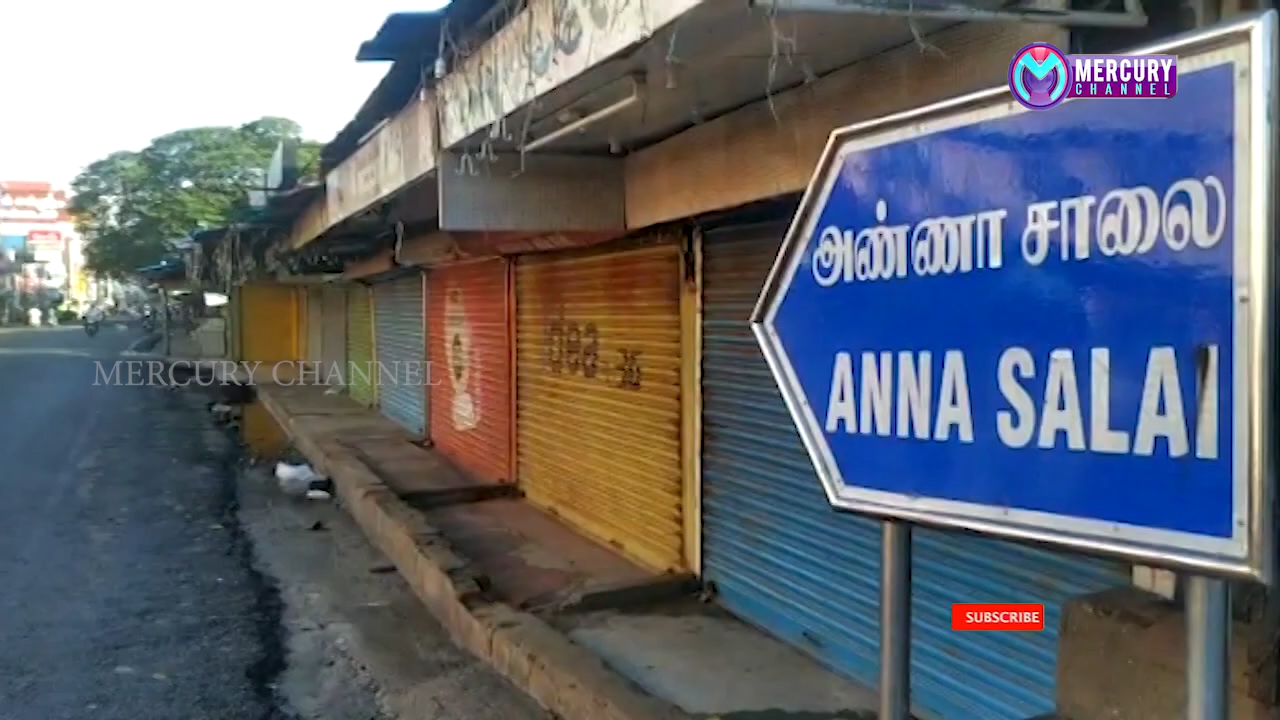 MERCURY
CHANNEL
அண்ணா சாலை
ANNA SALAI
MERCURY CHANNEL
SUBSCRIBE